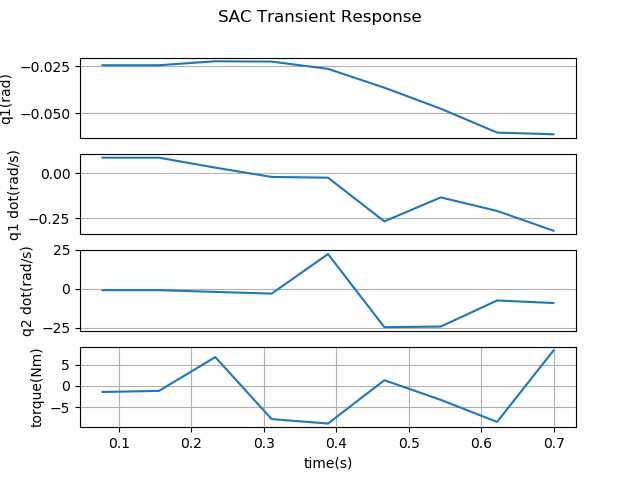 SAC Transient Response
q1(rad)
−0.025
−0.050
q1 dot(rad/s)
0.00
−0.25
q2 dot(rad/s)
25
0
−25
torque(Nm)
5
0
−5
0.1 0.2 0.3 0.4 0.5 0.6 0.7
time(s)